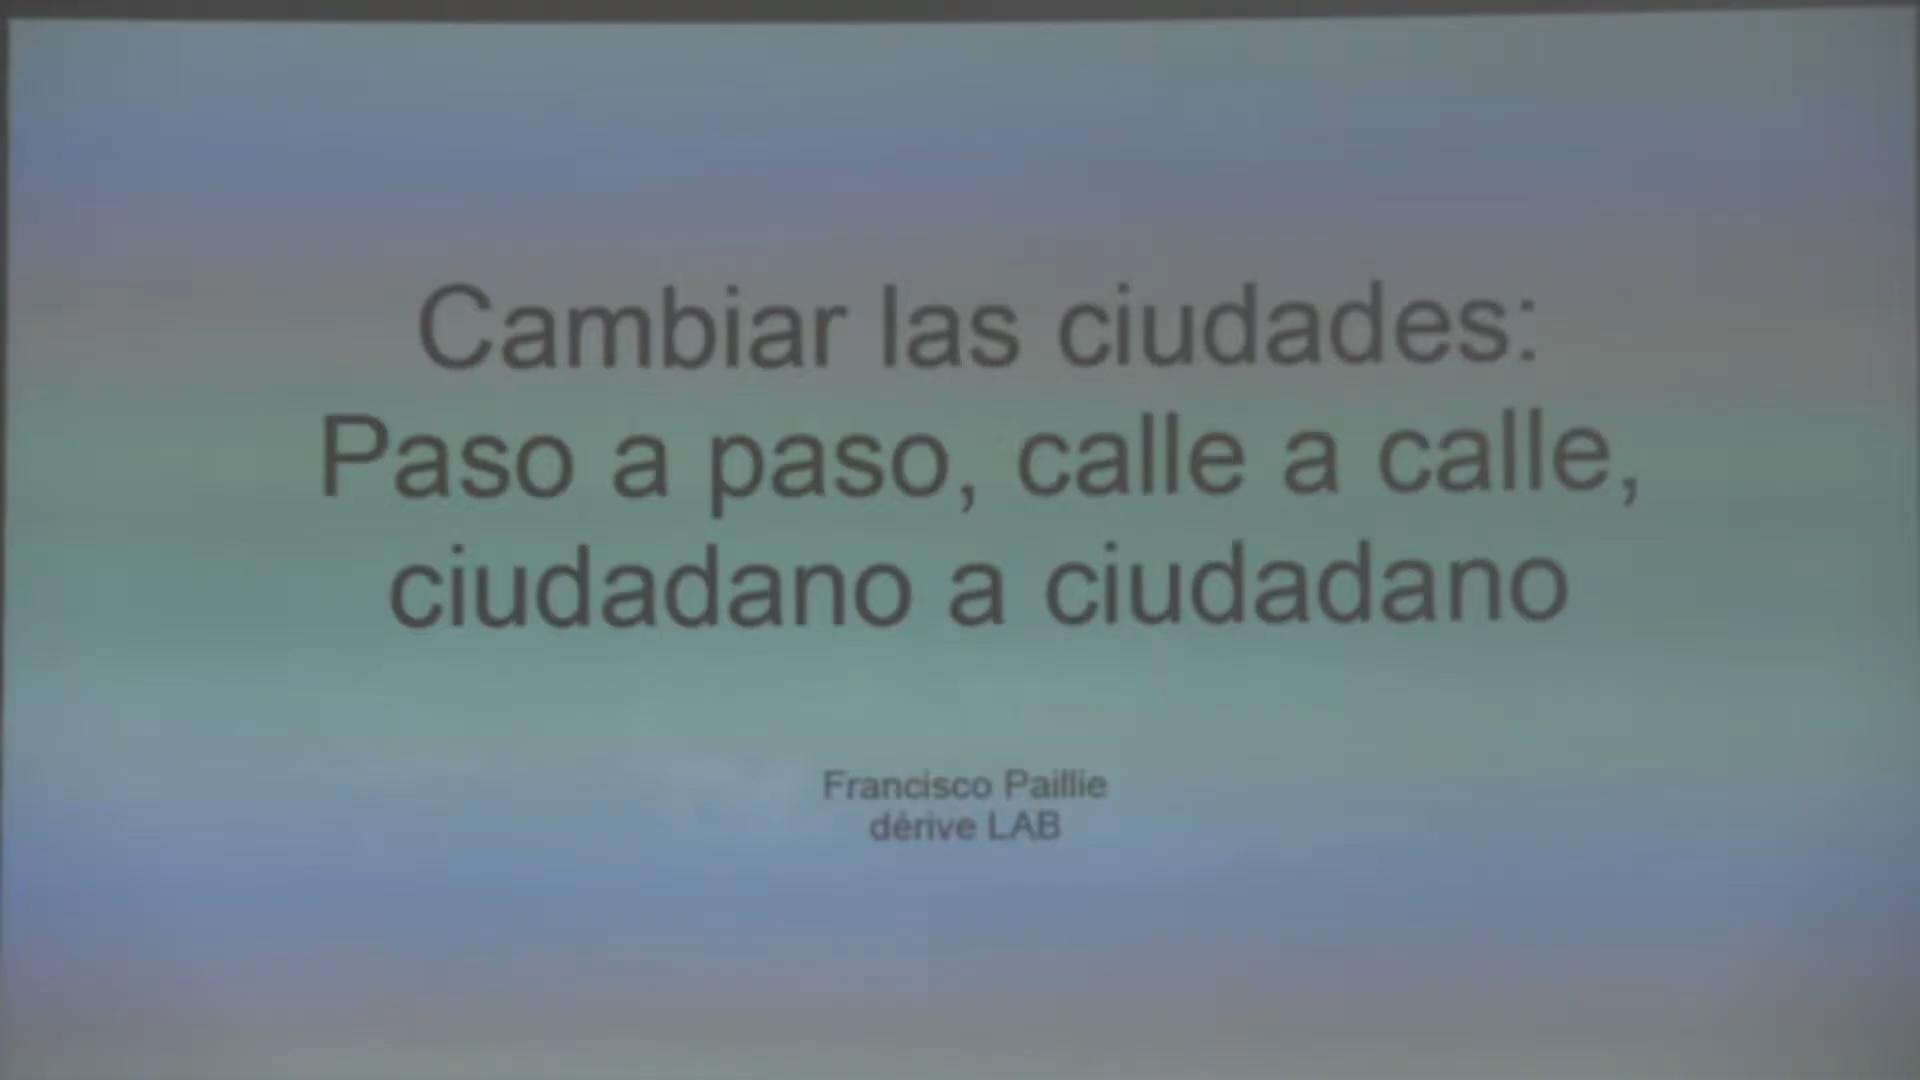 Cambiar las ciudades:
Paso a paso, calle a calle,
ciudadano a ciudadano
Francisco Paillie
dérive LAB